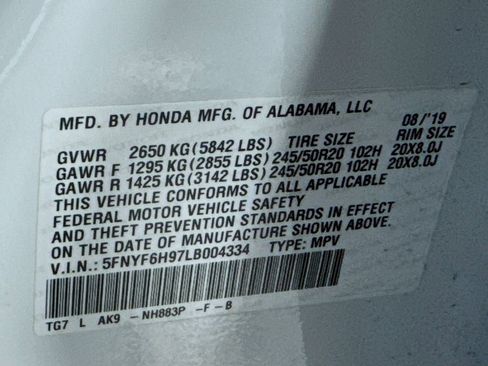 MFD. BY HONDA MFG. OF ALABAMA, LLC 08/'19
GVWR 2650 KG (5842 LBS) TIRE SIZE RIM SIZE
GAWR F 1295 KG (2855 LBS) 245/50R20 102H 20X8.0J
GAWR R 1425 KG (3142 LBS) 245/50R20 102H 20X8.0J
THIS VEHICLE CONFORMS TO ALL APPLICABLE
FEDERAL MOTOR VEHICLE SAFETY
AND THEFT PREVENTION STANDARDS IN EFFECT
ON THE DATE OF MANUFACTURE SHOWN ABOVE.
V.I.N.: 5FNYF6H97LB004334 TYPE: MPV
TG7 L AK9 -NH883P -F-B